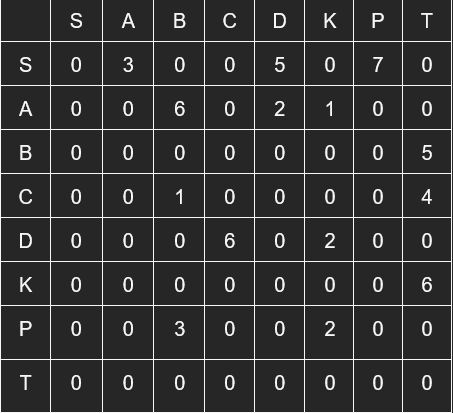 S A B C D K P T
S 0 3 0 0 5 0 7 0
A 0 0 6 0 2 1 0 0
B 0 0 0 0 0 0 0 5
C 0 0 1 0 0 0 0 4
D 0 0 0 6 0 2 0 0
K 0 0 0 0 0 0 0 6
P 0 0 3 0 0 2 0 0
T 0 0 0 0 0 0 0 0